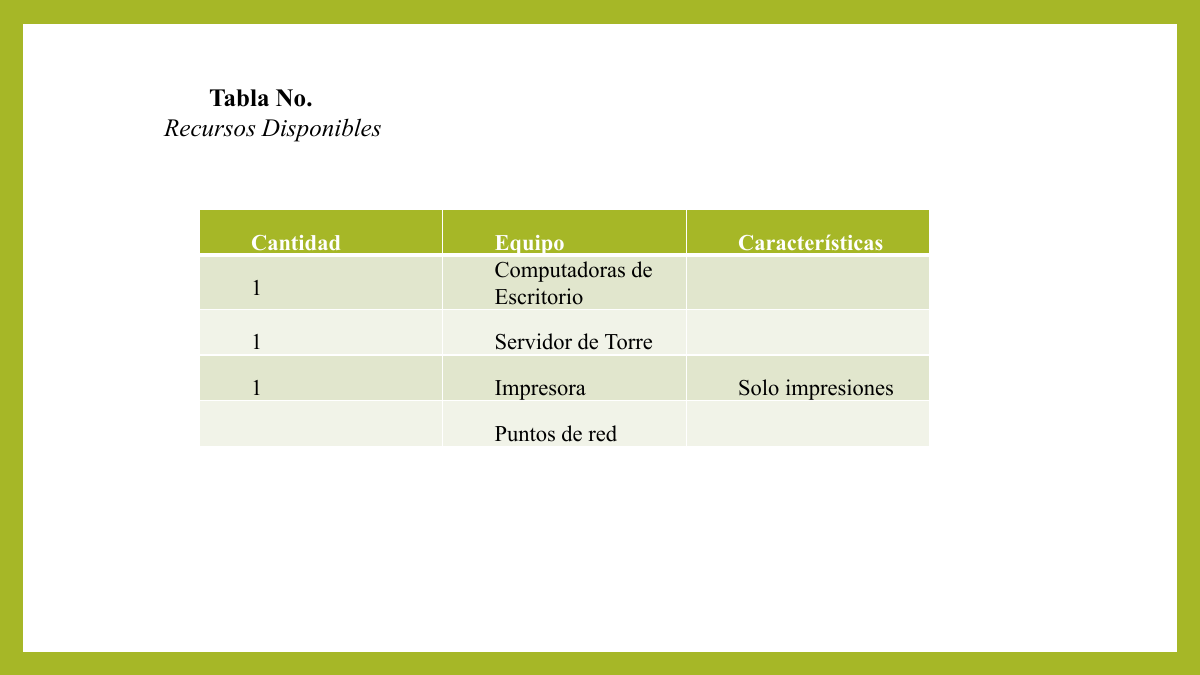 Tabla No.
Recursos Disponibles
Cantidad Equipo Características
1 Computadoras de
Escritorio
1 Servidor de Torre
1 Impresora Solo impresiones
Puntos de red